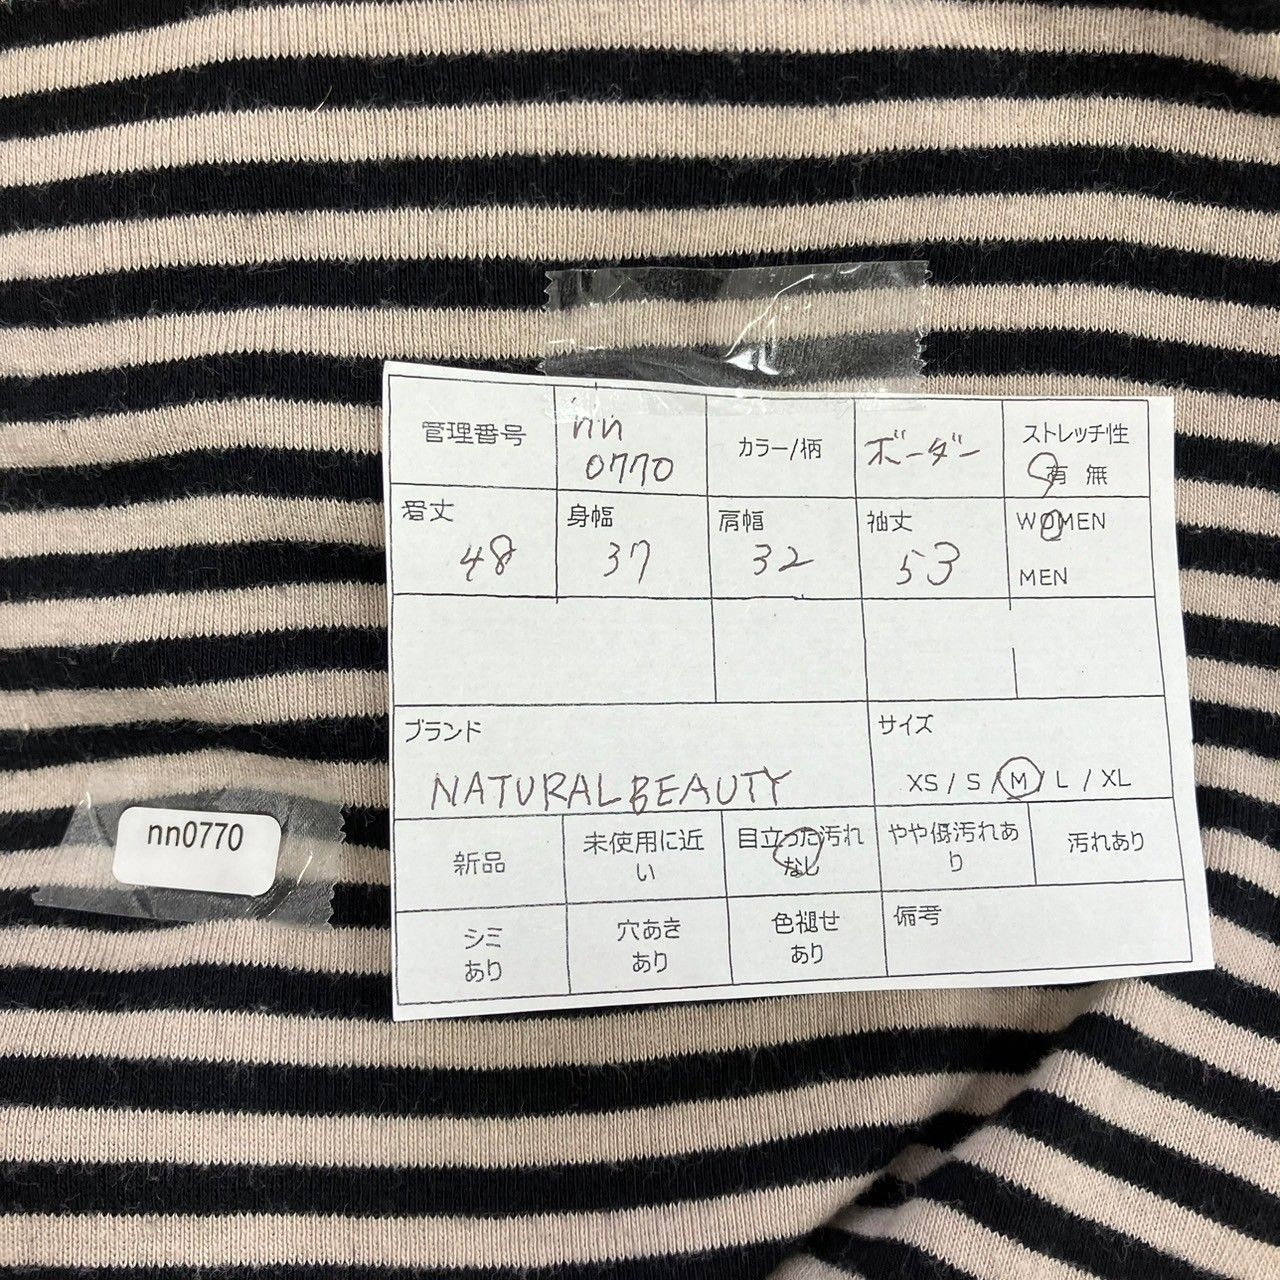 管理番号
nn
0770
カラー/柄
ボーダー
ストレッチ性
有 無
着丈
48
身幅
37
肩幅
32
袖丈
53
WOMEN
MEN
ブランド
NATURAL BEAUTY
サイズ
XS / S / M / L / XL
新品
未使用に近
い
目立った汚れ
なし
やや傷汚れあ
り
汚れあり
シミ
あり
穴あき
あり
色褪せ
あり
備考
nn0770